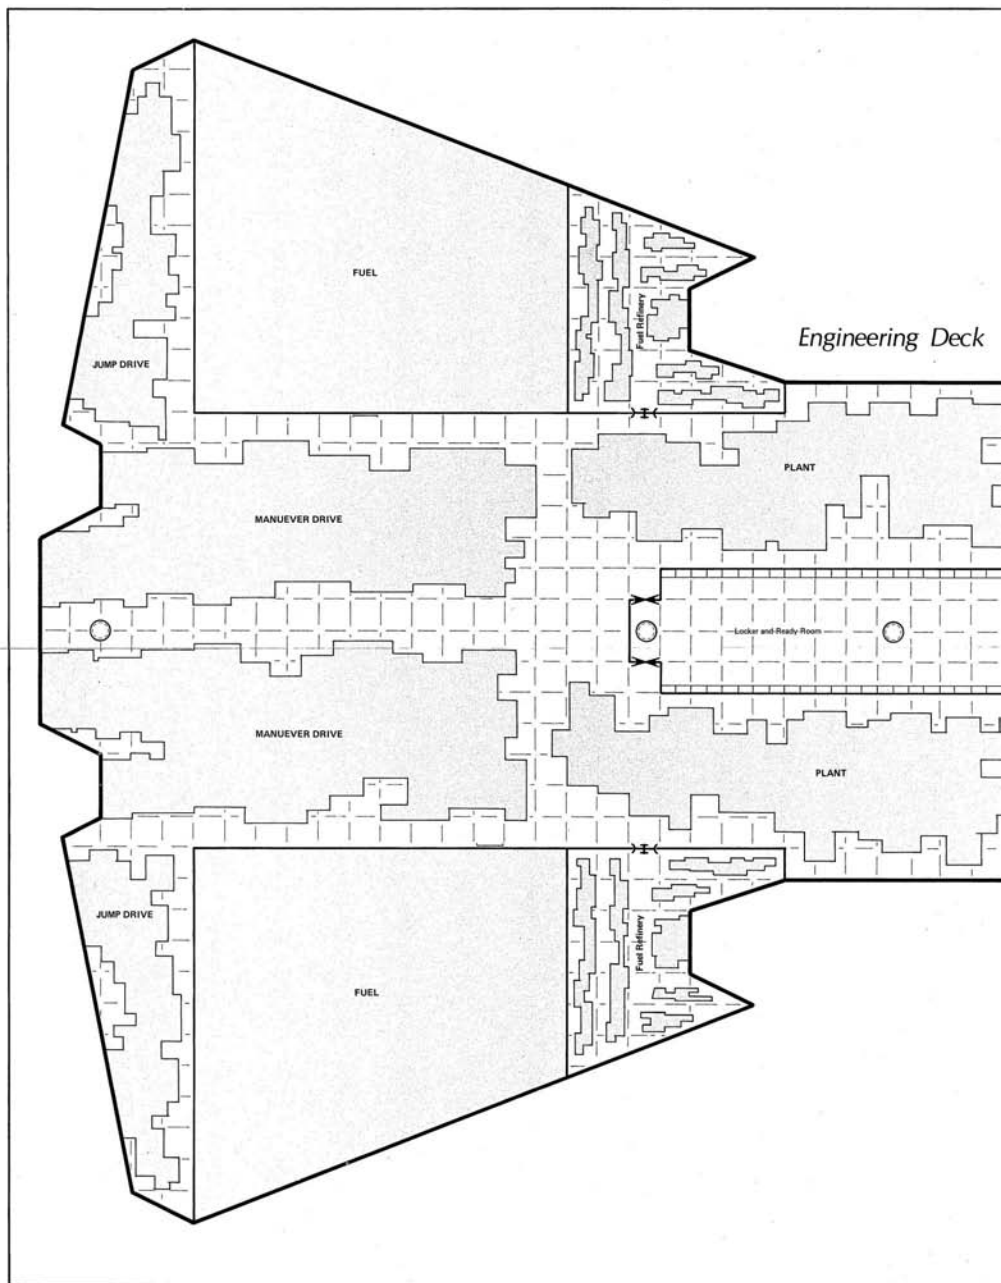 FUEL
Fuel Refinery
Engineering Deck
JUMP DRIVE
PLANT
MANUEVER DRIVE
Locker and Ready Room
MANUEVER DRIVE
PLANT
JUMP DRIVE
Fuel Refinery
FUEL